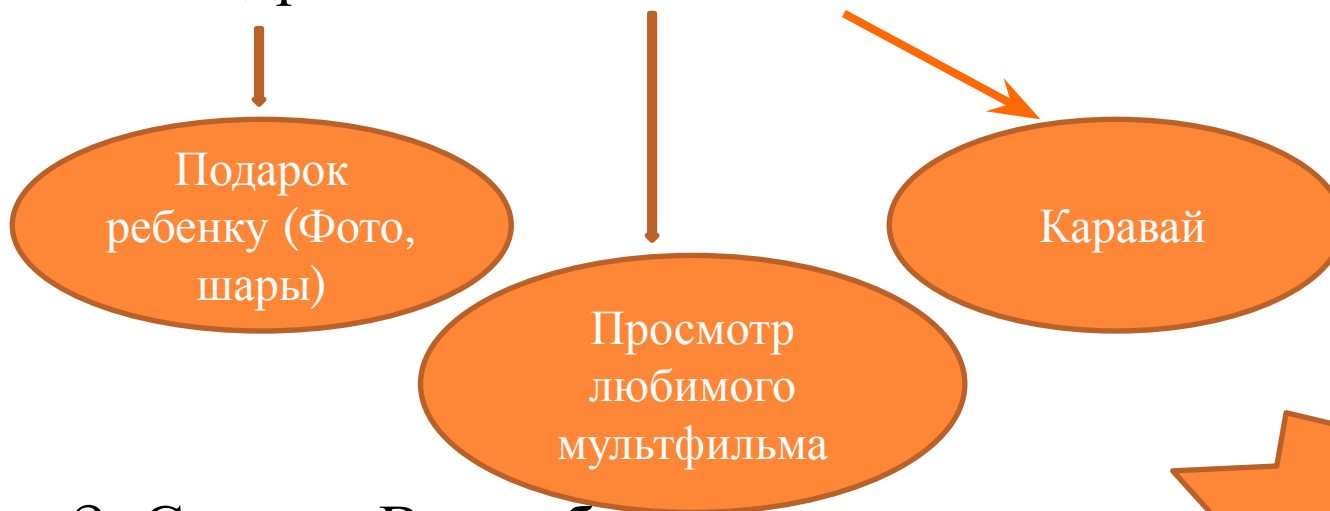 Подарок
ребенку (Фото,
шары)
Каравай
Просмотр
любимого
мультфильма